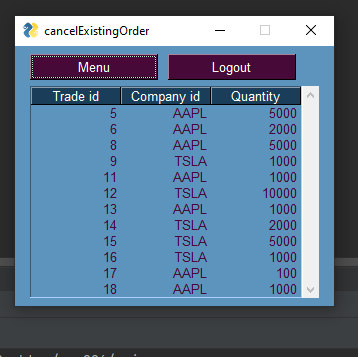 cancelExistingOrder
Menu Logout
Trade id Company id Quantity
5 AAPL 5000
6 AAPL 2000
8 AAPL 5000
9 TSLA 1000
11 AAPL 1000
12 TSLA 10000
13 AAPL 1000
14 TSLA 2000
15 TSLA 5000
16 TSLA 1000
17 AAPL 100
18 AAPL 1000